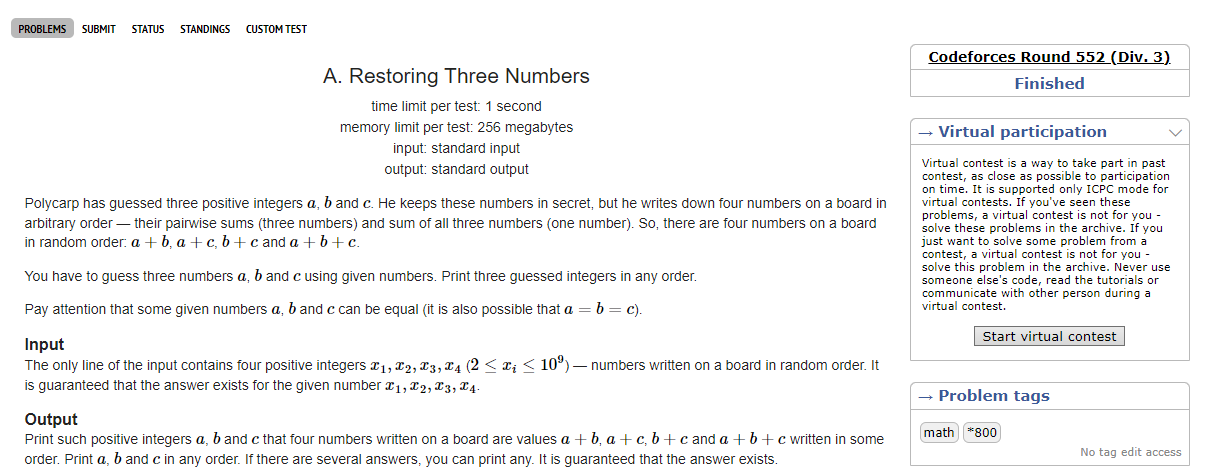 PROBLEMS SUBMIT STATUS STANDINGS CUSTOM TEST
A. Restoring Three Numbers
time limit per test: 1 second
memory limit per test: 256 megabytes
input: standard input
output: standard output
Polycarp has guessed three positive integers a, b and c. He keeps these numbers in secret, but he writes down four numbers on a board in
arbitrary order — their pairwise sums (three numbers) and sum of all three numbers (one number). So, there are four numbers on a board
in random order: a + b, a + c, b + c and a + b + c.
You have to guess three numbers a, b and c using given numbers. Print three guessed integers in any order.
Pay attention that some given numbers a, b and c can be equal (it is also possible that a = b = c).
Input
The only line of the input contains four positive integers x₁, x₂, x₃, x₄ (2 ≤ xᵢ ≤ 10⁹) — numbers written on a board in random order. It
is guaranteed that the answer exists for the given number x₁, x₂, x₃, x₄.
Output
Print such positive integers a, b and c that four numbers written on a board are values a + b, a + c, b + c and a + b + c written in some
order. Print a, b and c in any order. If there are several answers, you can print any. It is guaranteed that the answer exists.
Codeforces Round 552 (Div. 3)
Finished
→ Virtual participation
Virtual contest is a way to take part in past
contest, as close as possible to participation
on time. It is supported only ICPC mode for
virtual contests. If you've seen these
problems, a virtual contest is not for you -
solve these problems in the archive. If you
just want to solve some problem from a
contest, a virtual contest is not for you -
solve this problem in the archive. Never use
someone else's code, read the tutorials or
communicate with other person during a
virtual contest.
Start virtual contest
→ Problem tags
math *800
No tag edit access